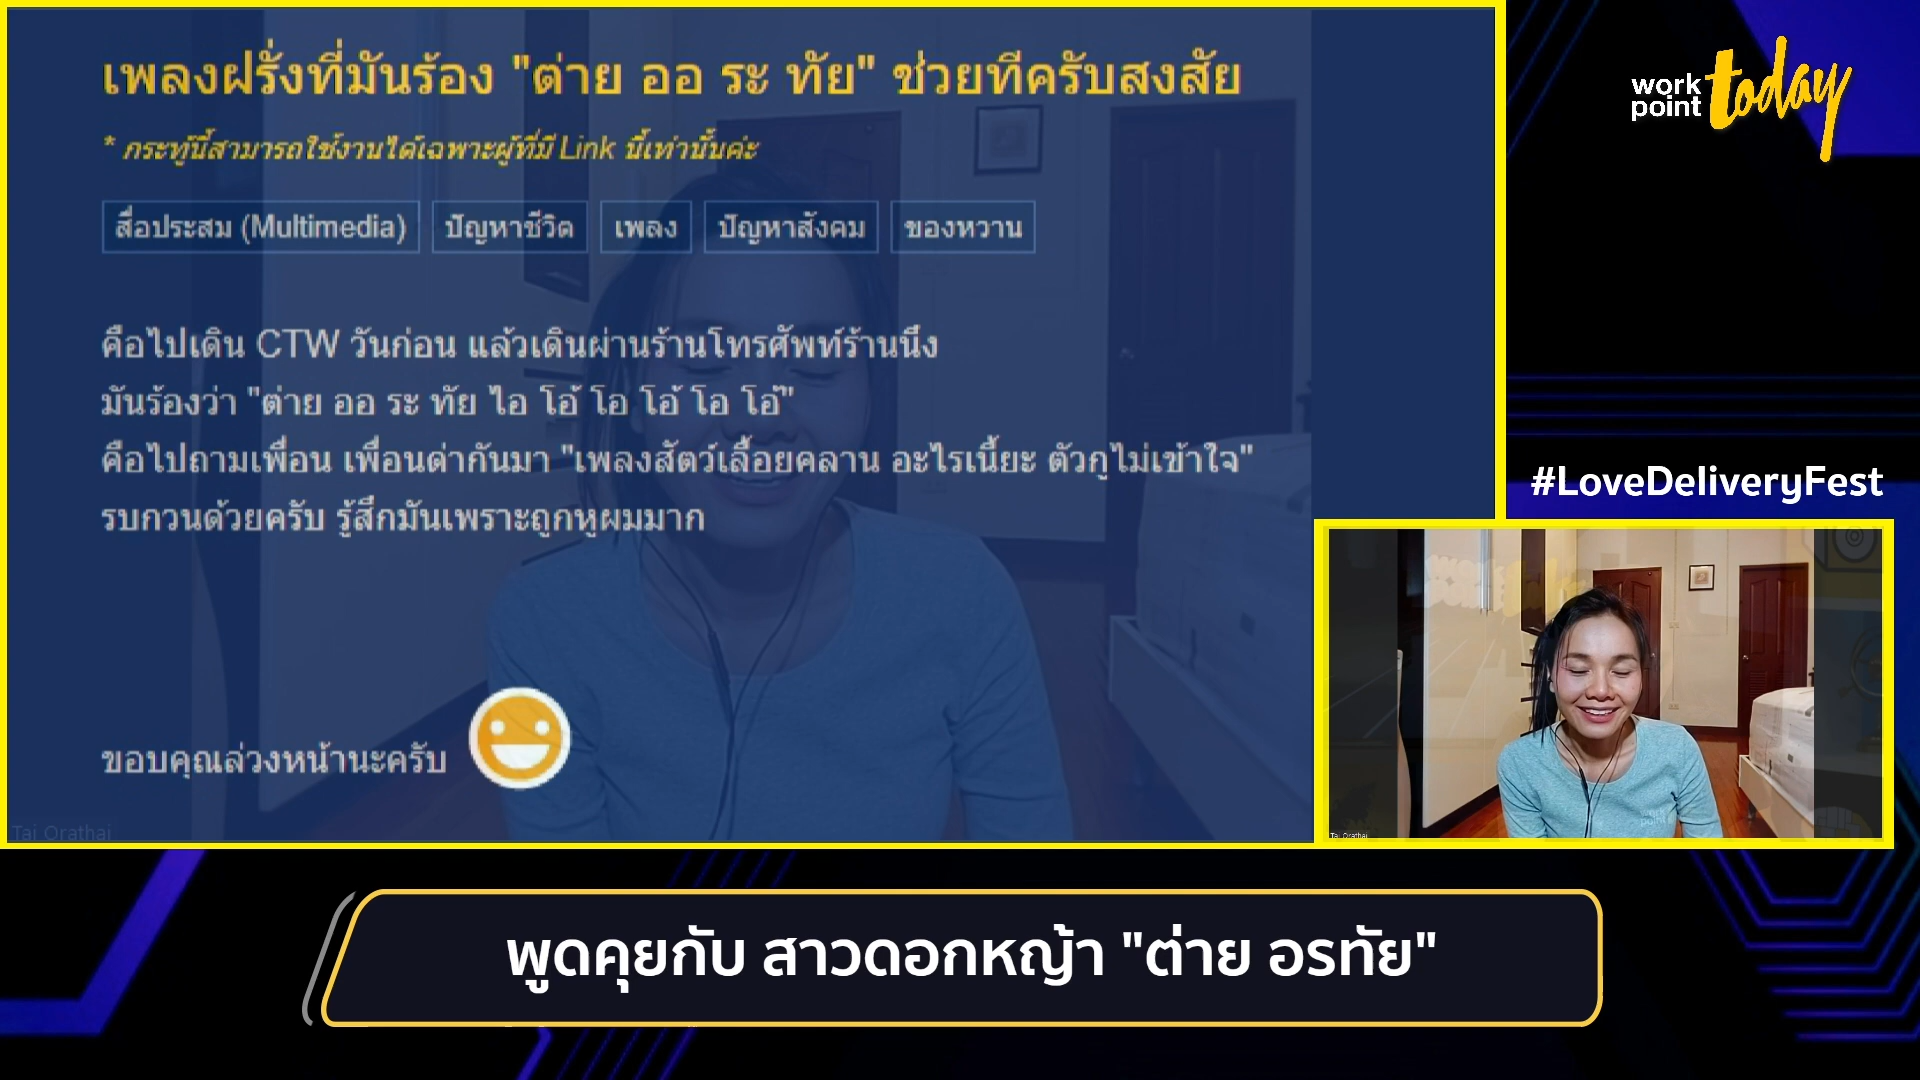 เพลงฝรั่งที่มันร้อง "ต่าย ออ ระ ทัย" ช่วยทีครับสงสัย
* กระทู้นี้สามารถใช้งานได้เฉพาะผู้ที่มี Link นี้เท่านั้นค่ะ
สื่อประสม (Multimedia) ปัญหาชีวิต เพลง ปัญหาสังคม ของหวาน
คือไปเดิน CTW วันก่อน แล้วเดินผ่านร้านโทรศัพท์ร้านนึง
มันร้องว่า "ต่าย ออ ระ ทัย ไอ โอ้ โอ โอ้ โอ โอ้"
คือไปถามเพื่อน เพื่อนด่ากันมา "เพลงสัตว์เลื้อยคลาน อะไรเนี้ยะ ตัวกูไม่เข้าใจ"
รบกวนด้วยครับ รู้สึกมันเพราะถูกหูผมมาก
ขอบคุณล่วงหน้านะครับ
Tai Orathai
work
point today
#LoveDeliveryFest
Tai Orathai
พูดคุยกับ สาวดอกหญ้า "ต่าย อรทัย"